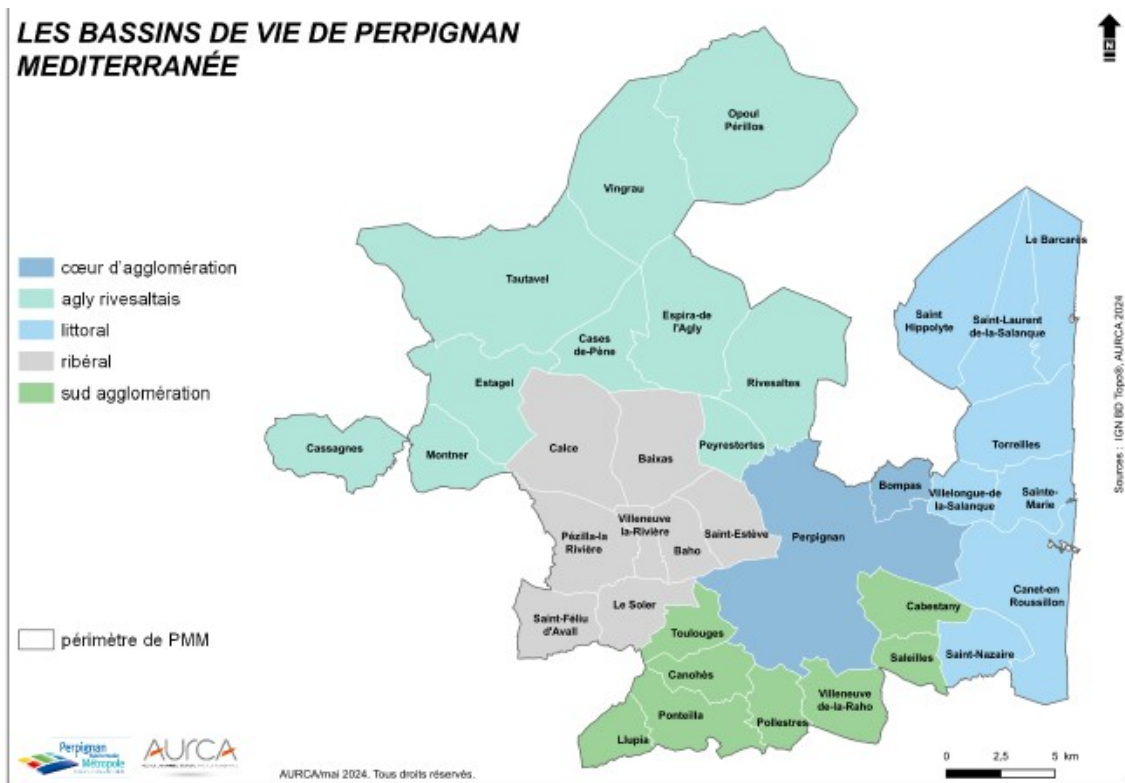 LES BASSINS DE VIE DE PERPIGNAN
MEDITERRANÉE
N
Opoul
Périllos
Vingrau
Le Barcarès
cœur d'agglomération
Tautavel
agly rivesaltais
Espira-de
l'Agly
Saint
Hippolyte
Saint-Laurent
de-la-Salanque
littoral
Cases
de-Pène
ribéral
Estagel
Rivesaltes
sud agglomération
Cassagnes
Montner
Calce
Baixas
Peyrestortes
Torreilles
Bompas
Villelongue-de
la-Salanque
Sainte-
Marie
Pézilla-la
Rivière
Villeneuve
la-Rivière
Baho
Saint-Estève
Perpignan
Canet-en
Roussillon
Saint-Féliu
d'Avall
Le Soler
Cabestany
périmètre de PMM
Toulouges
Saleilles
Saint-Nazaire
Canohès
Villeneuve
de-la-Raho
Ponteilla
Pollestres
Llupia
Sources : IGN BD Topo®, AURCA 2024
0 2,5 5 km
Perpignan
Méditerranée
Métropole
AURCA
AURCA/mai 2024. Tous droits réservés.